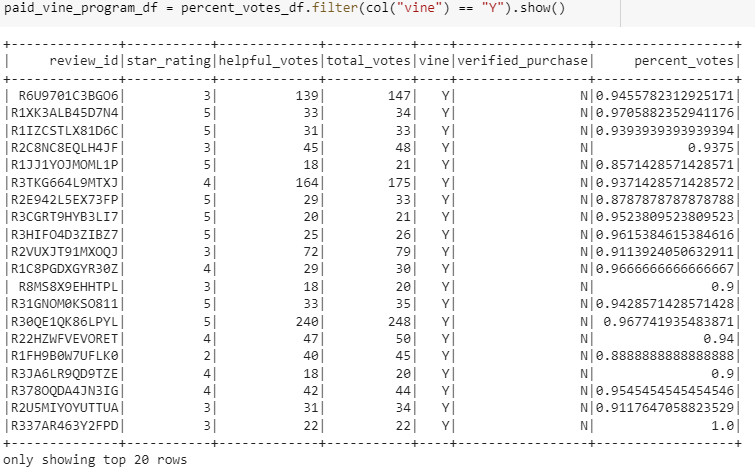 paid_vine_program_df = percent_votes_df.filter(col("vine") == "Y").show()
+--------------+-----------+-------------+-----------+----+-----------------+------------------+
|     review_id|star_rating|helpful_votes|total_votes|vine|verified_purchase|     percent_votes|
+--------------+-----------+-------------+-----------+----+-----------------+------------------+
| R6U9701C3BGO6|          3|          139|        147|   Y|                N|0.9455782312925171|
|R1XK3ALB45D7N4|          5|           33|         34|   Y|                N|0.9705882352941176|
|R1IZCSTLX81D6C|          5|           31|         33|   Y|                N|0.9393939393939394|
|R2C8NC8EQLH4JF|          3|           45|         48|   Y|                N|            0.9375|
|R1JJ1YOJMOML1P|          5|           18|         21|   Y|                N|0.8571428571428571|
|R3TKG664L9MTXJ|          4|          164|        175|   Y|                N|0.9371428571428572|
|R2E942L5EX73FP|          5|           29|         33|   Y|                N|0.8787878787878788|
|R3CGRT9HYB3LI7|          5|           20|         21|   Y|                N|0.9523809523809523|
|R3HIFO4D3ZIBZ7|          5|           25|         26|   Y|                N|0.9615384615384616|
|R2VUXJT91MXOQJ|          3|           72|         79|   Y|                N|0.9113924050632911|
|R1C8PGDXGYR30Z|          4|           29|         30|   Y|                N|0.9666666666666667|
| R8MS8X9EHHTPL|          3|           18|         20|   Y|                N|               0.9|
|R31GNOM0KSO811|          5|           33|         35|   Y|                N|0.9428571428571428|
|R30QE1QK86LPYL|          5|          240|        248|   Y|                N| 0.967741935483871|
|R22HZWFVEVORET|          4|           47|         50|   Y|                N|              0.94|
|R1FH9B0W7UFLK0|          2|           40|         45|   Y|                N|0.8888888888888888|
|R3JA6LR9QD9TZE|          4|           18|         20|   Y|                N|               0.9|
|R378OQDA4JN3IG|          4|           42|         44|   Y|                N|0.9545454545454546|
|R2U5MIYOYUTTUA|          3|           31|         34|   Y|                N|0.9117647058823529|
|R337AR463Y2FPD|          3|           22|         22|   Y|                N|               1.0|
+--------------+-----------+-------------+-----------+----+-----------------+------------------+
only showing top 20 rows